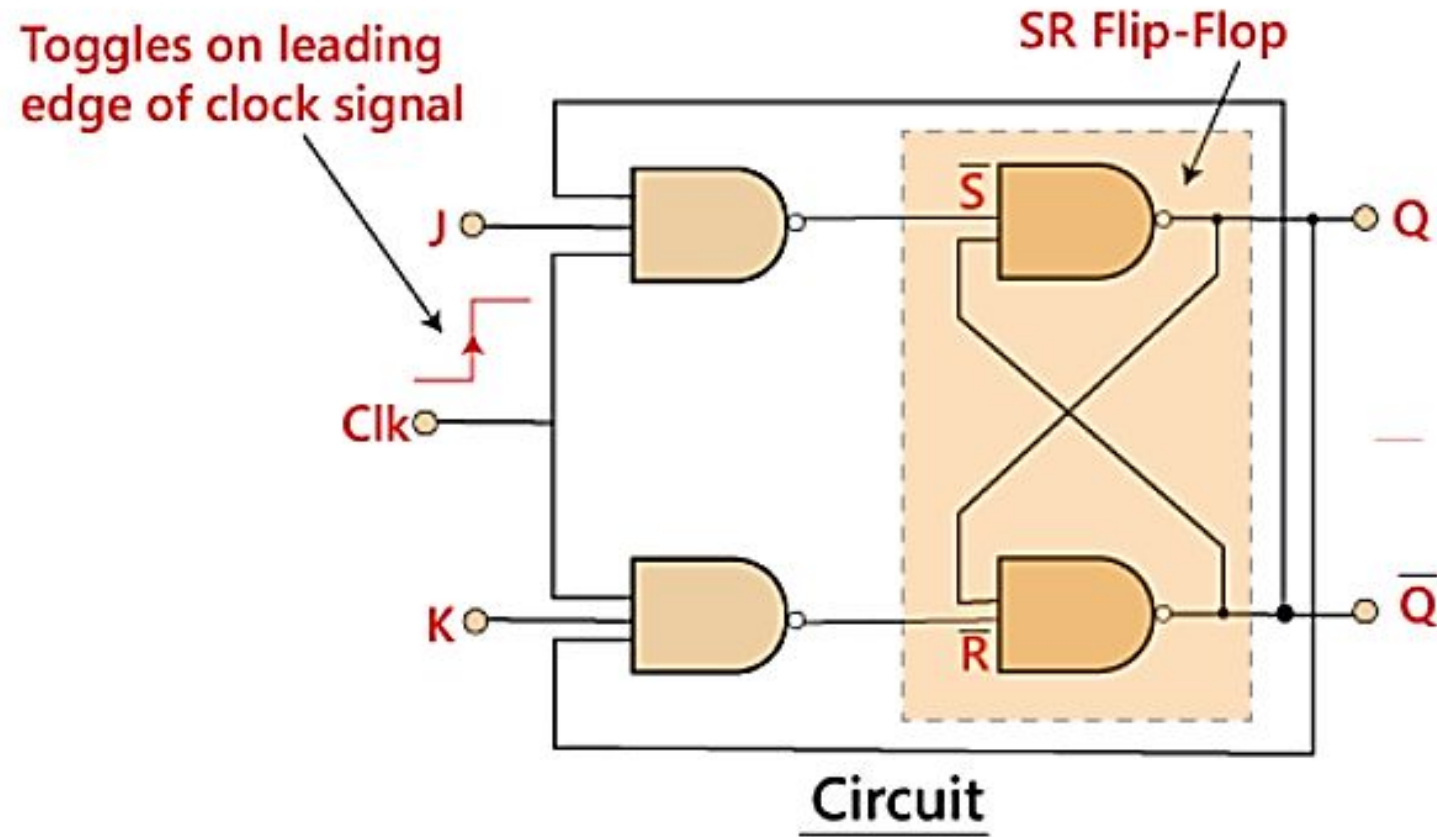 Toggles on leading
edge of clock signal
SR Flip-Flop
S̅
J
Q
Clk
K
R̅
Q̅
Circuit